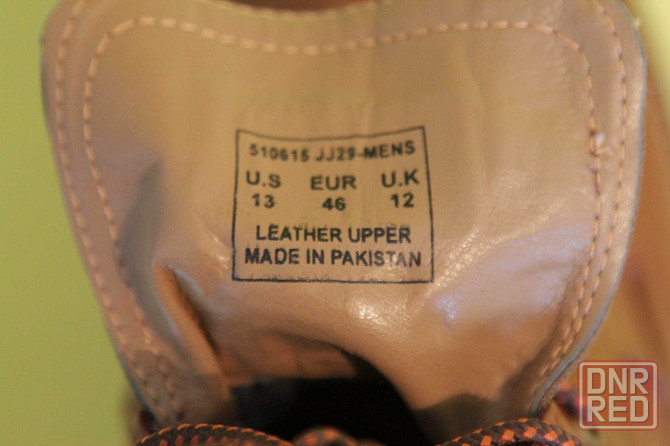 510615 JJ29-MENS
U.S EUR U.K
13 46 12
LEATHER UPPER
MADE IN PAKISTAN
DNR
RED